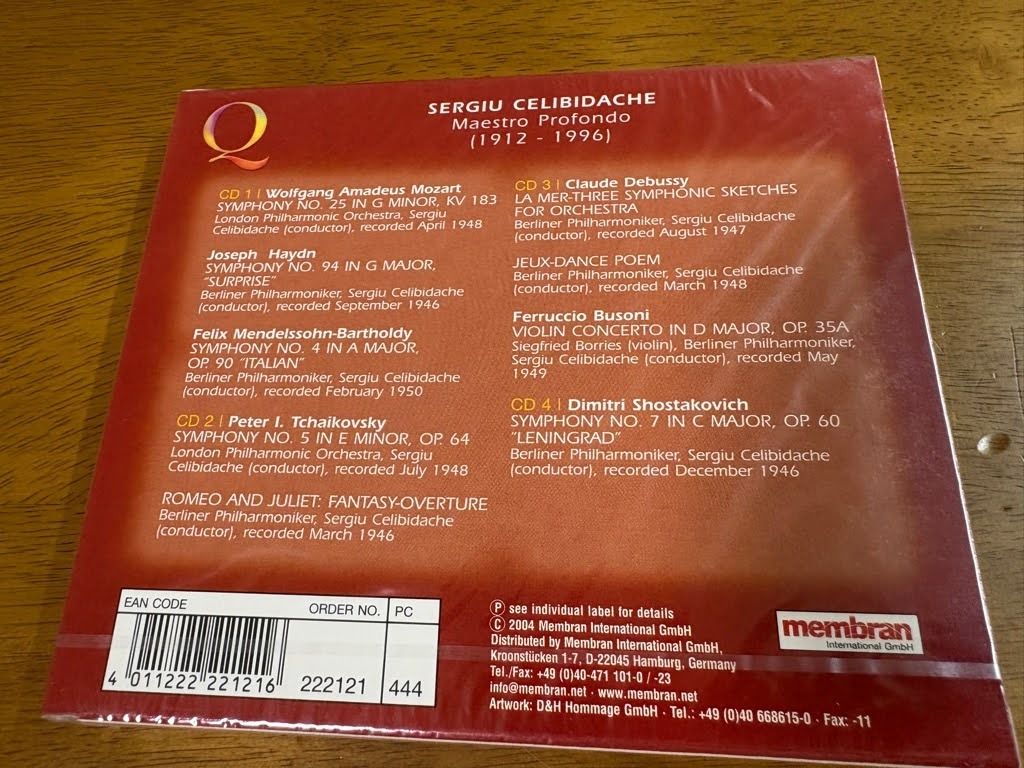 Q
SERGIU CELIBIDACHE
Maestro Profondo
(1912 - 1996)
CD 1 | Wolfgang Amadeus Mozart
SYMPHONY NO. 25 IN G MINOR, KV 183
London Philharmonic Orchestra, Sergiu
Celibidache (conductor), recorded April 1948
Joseph Haydn
SYMPHONY NO. 94 IN G MAJOR,
"SURPRISE"
Berliner Philharmoniker, Sergiu Celibidache
(conductor), recorded September 1946
Felix Mendelssohn-Bartholdy
SYMPHONY NO. 4 IN A MAJOR,
OP. 90 "ITALIAN"
Berliner Philharmoniker, Sergiu Celibidache
(conductor), recorded February 1950
CD 2 | Peter I. Tchaikovsky
SYMPHONY NO. 5 IN E MINOR, OP. 64
London Philharmonic Orchestra, Sergiu
Celibidache (conductor), recorded July 1948
ROMEO AND JULIET: FANTASY-OVERTURE
Berliner Philharmoniker, Sergiu Celibidache
(conductor), recorded March 1946
CD 3 | Claude Debussy
LA MER-THREE SYMPHONIC SKETCHES
FOR ORCHESTRA
Berliner Philharmoniker, Sergiu Celibidache
(conductor), recorded August 1947
JEUX-DANCE POEM
Berliner Philharmoniker, Sergiu Celibidache
(conductor), recorded March 1948
Ferruccio Busoni
VIOLIN CONCERTO IN D MAJOR, OP. 35A
Siegfried Borries (violin), Berliner Philharmoniker,
Sergiu Celibidache (conductor), recorded May
1949
CD 4 | Dimitri Shostakovich
SYMPHONY NO. 7 IN C MAJOR, OP. 60
"LENINGRAD"
Berliner Philharmoniker, Sergiu Celibidache
(conductor), recorded December 1946
EAN CODE ORDER NO. PC
4 011222 221216 222121 444
Ⓟ see individual label for details
© 2004 Membran International GmbH
Distributed by Membran International GmbH,
Kroonstücken 1-7, D-22045 Hamburg, Germany
Tel./Fax: +49 (0)40-471 101-0 / -23
info@membran.net · www.membran.net
Artwork: D&H Hommage GmbH · Tel.: +49 (0)40 668615-0 · Fax: -11
membran
International GmbH